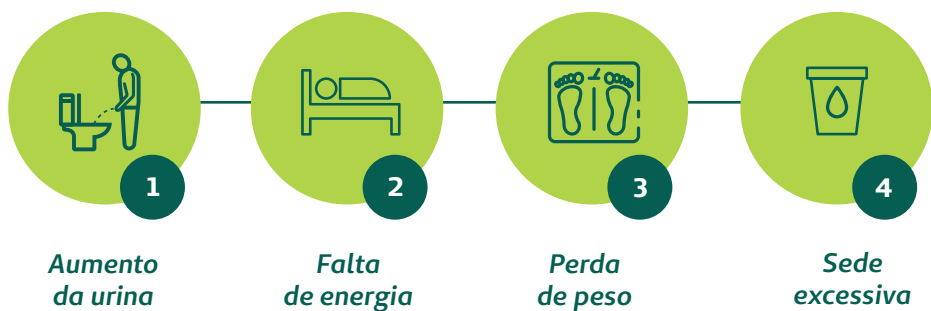 1
2
3
4
Aumento
da urina
Falta
de energia
Perda
de peso
Sede
excessiva